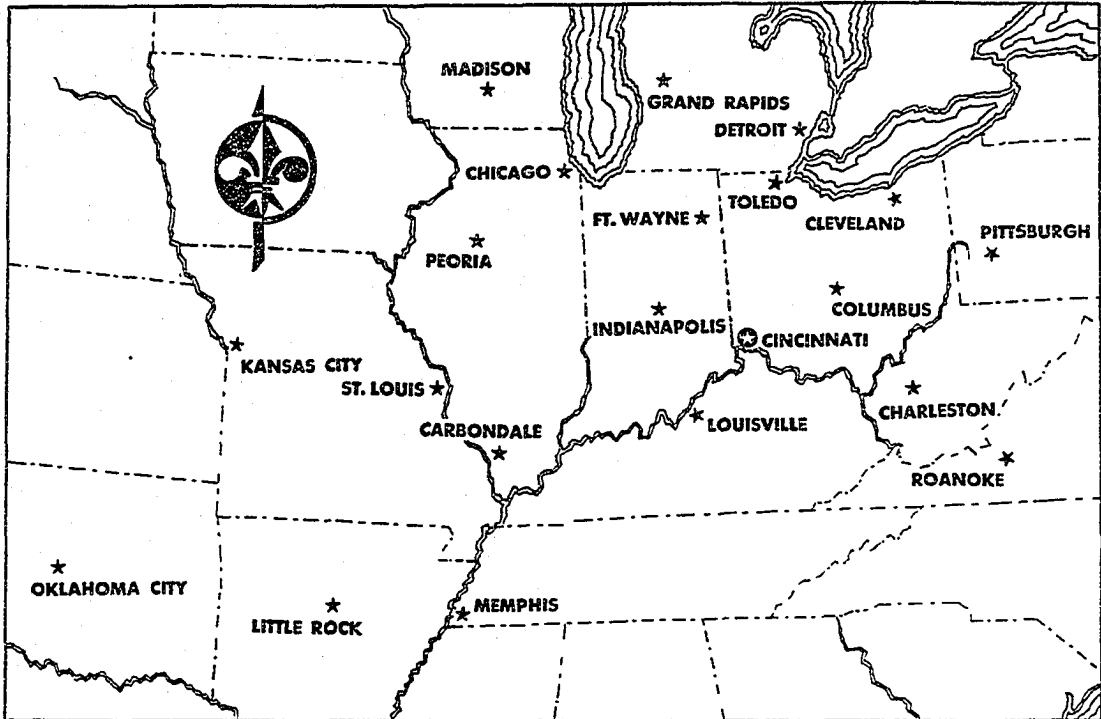 MADISON
GRAND RAPIDS
DETROIT
CHICAGO
TOLEDO
FT. WAYNE
CLEVELAND
PITTSBURGH
PEORIA
COLUMBUS
INDIANAPOLIS
CINCINNATI
KANSAS CITY
ST. LOUIS
CHARLESTON
CARBONDALE
LOUISVILLE
ROANOKE
OKLAHOMA CITY
MEMPHIS
LITTLE ROCK